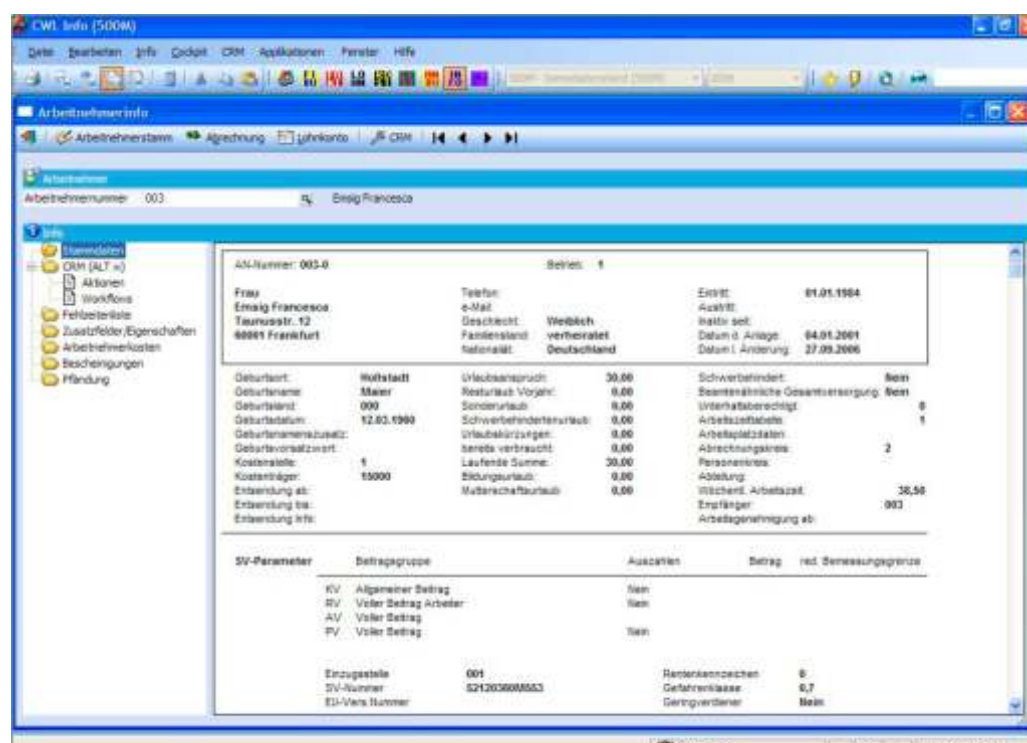 CWL Info (500M)
Datei Bearbeiten Info Cockpit CRM Applikationen Fenster Hilfe
Arbeitnehmerinfo
Arbeitnehmerstamm Abrechnung Lohnkonto CRM
Arbeitnehmer
Arbeitnehmernummer 003 Emsig Francesca
Info
Stammdaten
CRM (ALT +)
Aktionen
Workflows
Fehlzeitenliste
Zusatzfelder/Eigenschaften
Arbeitnehmerkosten
Bescheinigungen
Pfändung
AN-Nummer: 003-0 Betrieb: 1
Frau Telefon: Eintritt: 01.01.1984
Emsig Francesca e-Mail: Austritt:
Taunusstr. 12 Geschlecht: Weiblich Inaktiv seit:
60001 Frankfurt Familienstand: verheiratet Datum d. Anlage: 04.01.2001
Nationalität: Deutschland Datum l. Änderung: 27.09.2006
Geburtsort: Hollstadt Urlaubsanspruch: 30,00 Schwerbehindert: Nein
Geburtsname: Maier Resturlaub Vorjahr: 0,00 Beamtenähnliche Gesamtversorgung: Nein
Geburtsland: 000 Sonderurlaub: 0,00 Unterhaltsberechtigt: 0
Geburtsdatum: 12.03.1960 Schwerbehindertenurlaub: 0,00 Arbeitszeittabelle: 1
Geburtsnamenszusatz: Urlaubskürzungen: 0,00 Arbeitsplatzdaten:
Geburtsvorsatzwort: bereits verbraucht: 0,00 Abrechnungskreis: 2
Kostenstelle: 1 Laufende Summe: 30,00 Personenkreis:
Kostenträger: 15000 Bildungsurlaub: 0,00 Abteilung:
Entsendung ab: Mutterschaftsurlaub: 0,00 Wöchentl. Arbeitszeit: 38,50
Entsendung bis: Empfänger: 003
Entsendung Info: Arbeitsgenehmigung ab:
SV-Parameter Beitragsgruppe Auszahlen Betrag red. Bemessungsgrenze
KV Allgemeiner Beitrag Nein
RV Voller Beitrag Arbeiter Nein
AV Voller Beitrag
PV Voller Beitrag Nein
Einzugsstelle 001 Rentenkennzeichen 0
SV-Nummer 52120360M553 Gefahrenklasse 0,7
EU-Vers.Nummer Geringverdiener Nein